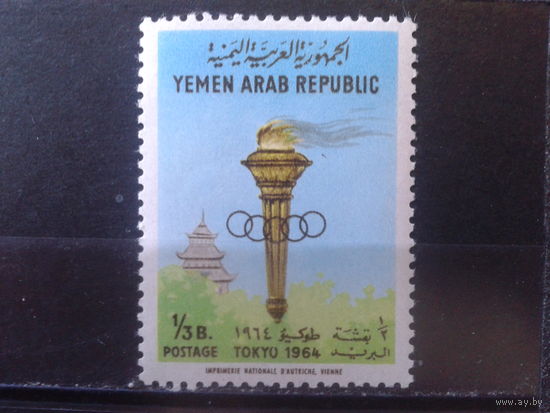 الجمهورية العربية اليمنية
YEMEN ARAB REPUBLIC
1/3 B. ١٩٦٤ طوكيو ١/٣ بقشة
POSTAGE TOKYO 1964 البريد
IMPRIMERIE NATIONALE D'AUTRICHE, VIENNE
www.ay.by